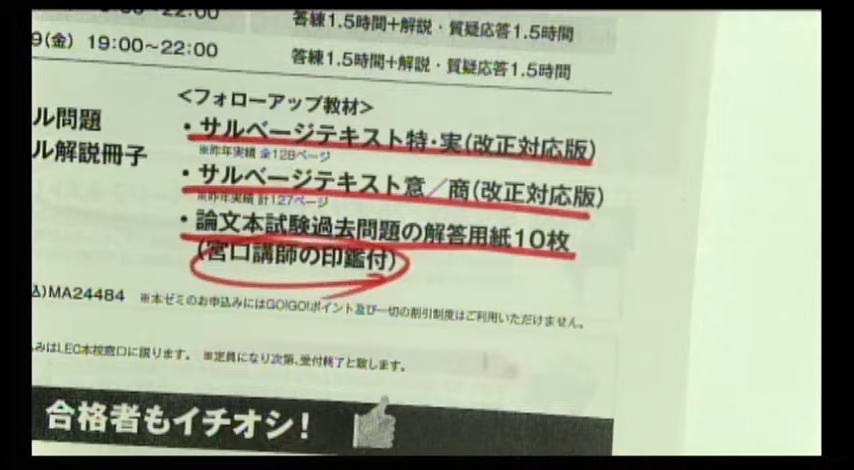 答練1.5時間+解説・質疑応答1.5時間
9(金) 19:00~22:00 答練1.5時間+解説・質疑応答1.5時間
<フォローアップ教材>
ル問題
・サルベージテキスト特・実(改正対応版)
※昨年実績 全128ページ
ル解説冊子
・サルベージテキスト意/商(改正対応版)
※昨年実績 計127ページ
・論文本試験過去問題の解答用紙10枚
(宮口講師の印鑑付)
込)MA24484 ※本ゼミのお申込みにはGO!GO!ポイント及び一切の割引制度はご利用いただけません。
込みはLEC本校窓口に限ります。 ※定員になり次第、受付終了と致します。
合格者もイチオシ!